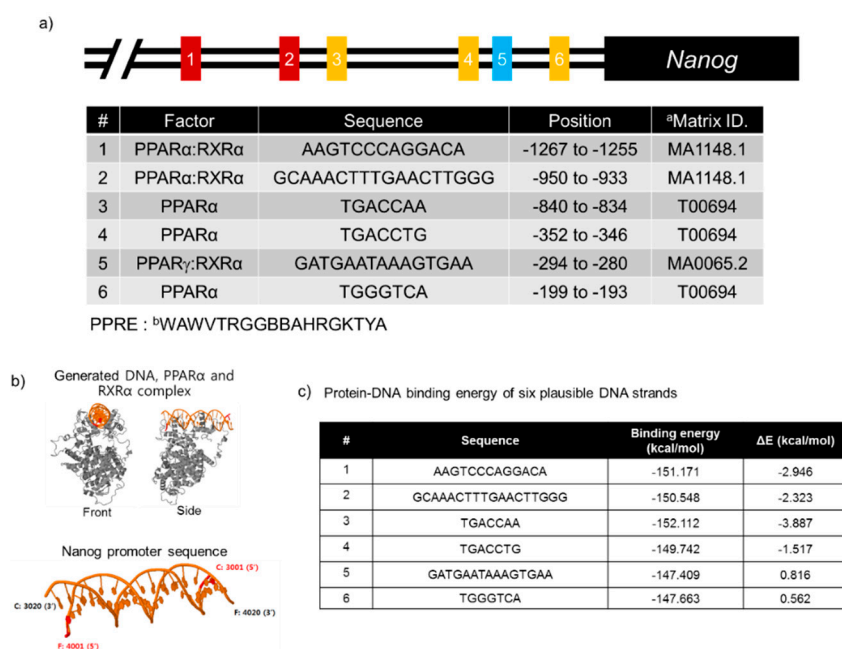 a)
1 2 3 4 5 6 Nanog
# Factor Sequence Position ᵃMatrix ID.
1 PPARα:RXRα AAGTCCCAGGACA -1267 to -1255 MA1148.1
2 PPARα:RXRα GCAAACTTTGAACTTGGG -950 to -933 MA1148.1
3 PPARα TGACCAA -840 to -834 T00694
4 PPARα TGACCTG -352 to -346 T00694
5 PPARγ:RXRα GATGAATAAAGTGAA -294 to -280 MA0065.2
6 PPARα TGGGTCA -199 to -193 T00694
PPRE : ᵇWAWVTRGGBBAHRGKTYA
b)
Generated DNA, PPARα and
RXRα complex
Front Side
Nanog promoter sequence
C: 3001 (5')
C: 3020 (3')
F: 4020 (3')
F: 4001 (5')
c) Protein-DNA binding energy of six plausible DNA strands
# Sequence Binding energy (kcal/mol) ΔE (kcal/mol)
1 AAGTCCCAGGACA -151.171 -2.946
2 GCAAACTTTGAACTTGGG -150.548 -2.323
3 TGACCAA -152.112 -3.887
4 TGACCTG -149.742 -1.517
5 GATGAATAAAGTGAA -147.409 0.816
6 TGGGTCA -147.663 0.562